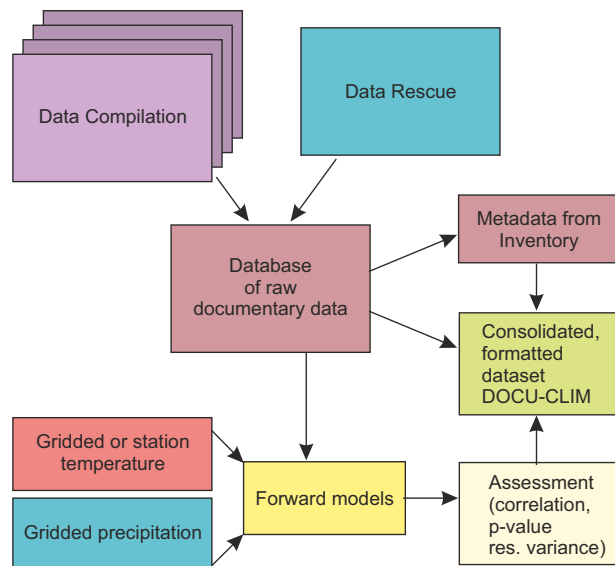 Data Compilation
Data Rescue
Database
of raw
documentary data
Metadata from
Inventory
Consolidated,
formatted
dataset
DOCU-CLIM
Gridded or station
temperature
Gridded precipitation
Forward models
Assessment
(correlation,
p-value
res. variance)